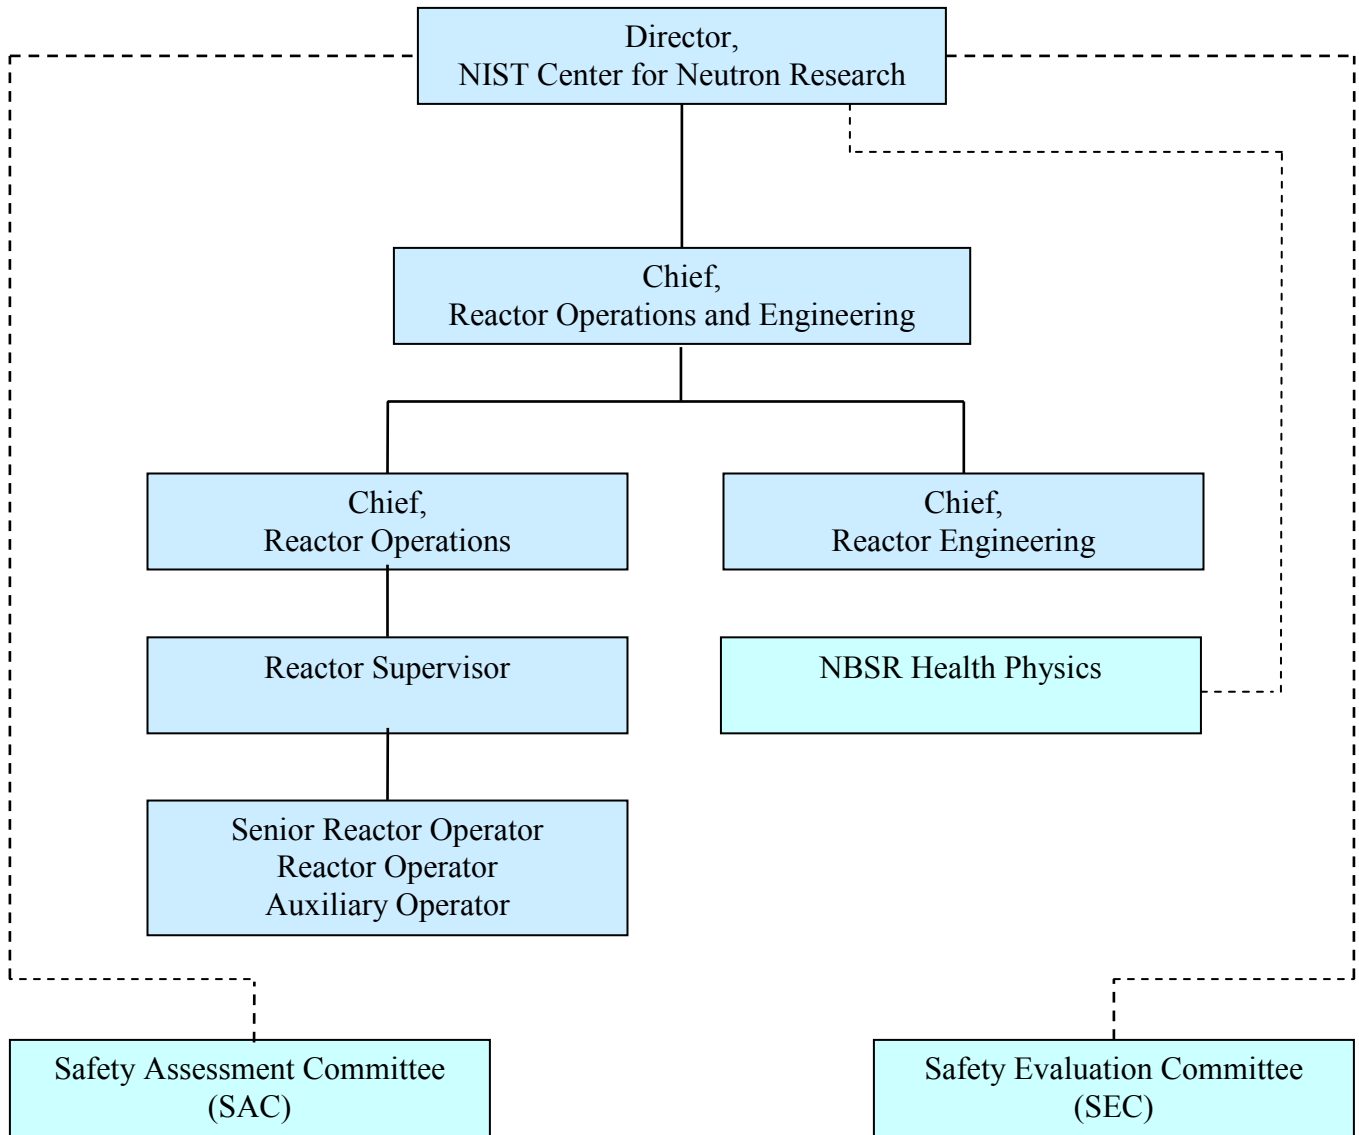 Director,
NIST Center for Neutron Research
Chief,
Reactor Operations and Engineering
Chief,
Reactor Operations
Chief,
Reactor Engineering
Reactor Supervisor
NBSR Health Physics
Senior Reactor Operator
Reactor Operator
Auxiliary Operator
Safety Assessment Committee
(SAC)
Safety Evaluation Committee
(SEC)